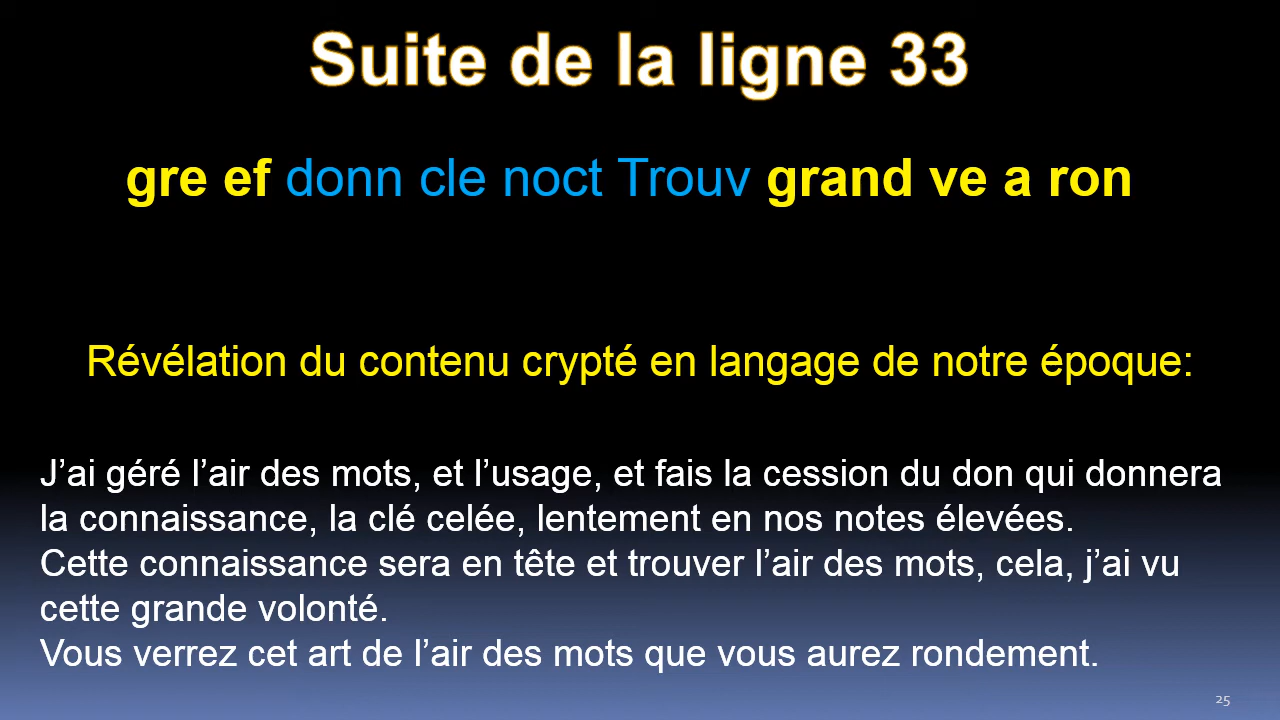 Suite de la ligne 33
gre ef donn cle noct Trouv grand ve a ron
Révélation du contenu crypté en langage de notre époque:
J’ai géré l’air des mots, et l’usage, et fais la cession du don qui donnera
la connaissance, la clé celée, lentement en nos notes élevées.
Cette connaissance sera en tête et trouver l’air des mots, cela, j’ai vu
cette grande volonté.
Vous verrez cet art de l’air des mots que vous aurez rondement.
25